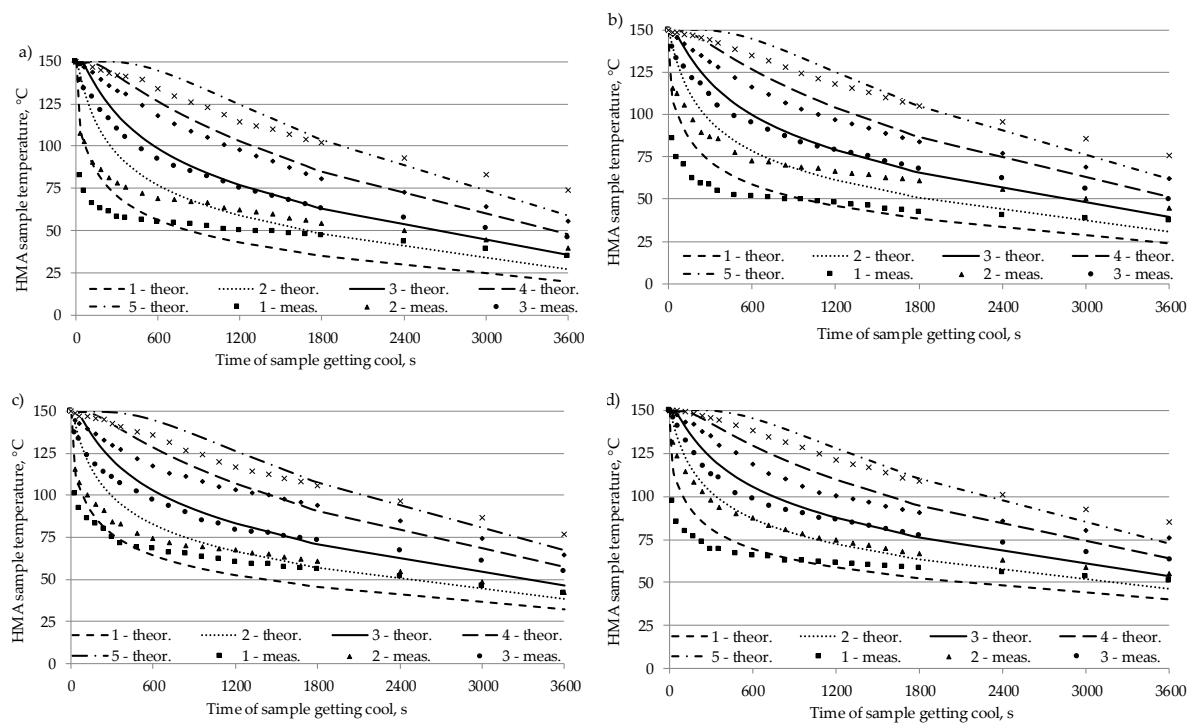 a)
HMA sample temperature, °C
150
125
100
75
50
25
0
1 - theor. 2 - theor. 3 - theor. 4 - theor.
5 - theor. 1 - meas. 2 - meas. 3 - meas.
0 600 1200 1800 2400 3000 3600
Time of sample getting cool, s
b)
HMA sample temperature, °C
150
125
100
75
50
25
0
1 - theor. 2 - theor. 3 - theor. 4 - theor.
5 - theor. 1 - meas. 2 - meas. 3 - meas.
0 600 1200 1800 2400 3000 3600
Time of sample getting cool, s
c)
HMA sample temperature, °C
150
125
100
75
50
25
0
1 - theor. 2 - theor. 3 - theor. 4 - theor.
5 - theor. 1 - meas. 2 - meas. 3 - meas.
0 600 1200 1800 2400 3000 3600
Time of sample getting cool, s
d)
HMA sample temperature, °C
150
125
100
75
50
25
0
1 - theor. 2 - theor. 3 - theor. 4 - theor.
5 - theor. 1 - meas. 2 - meas. 3 - meas.
0 600 1200 1800 2400 3000 3600
Time of sample getting cool, s